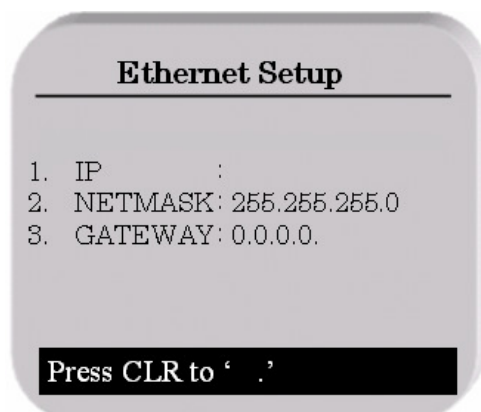 Ethernet Setup
1. IP :
2. NETMASK: 255.255.255.0
3. GATEWAY: 0.0.0.0.
Press CLR to ‘ .’